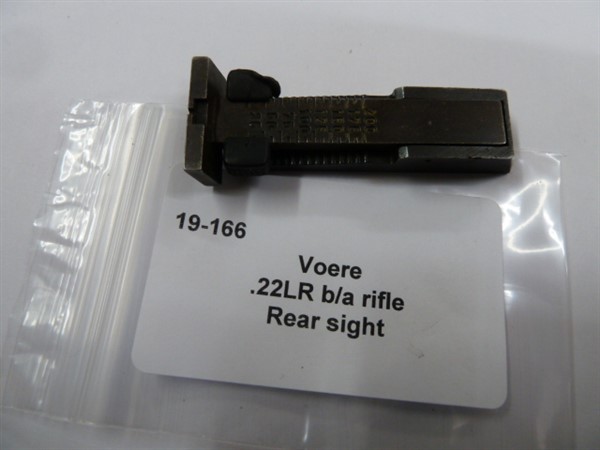 19-166
Voere
.22LR b/a rifle
Rear sight